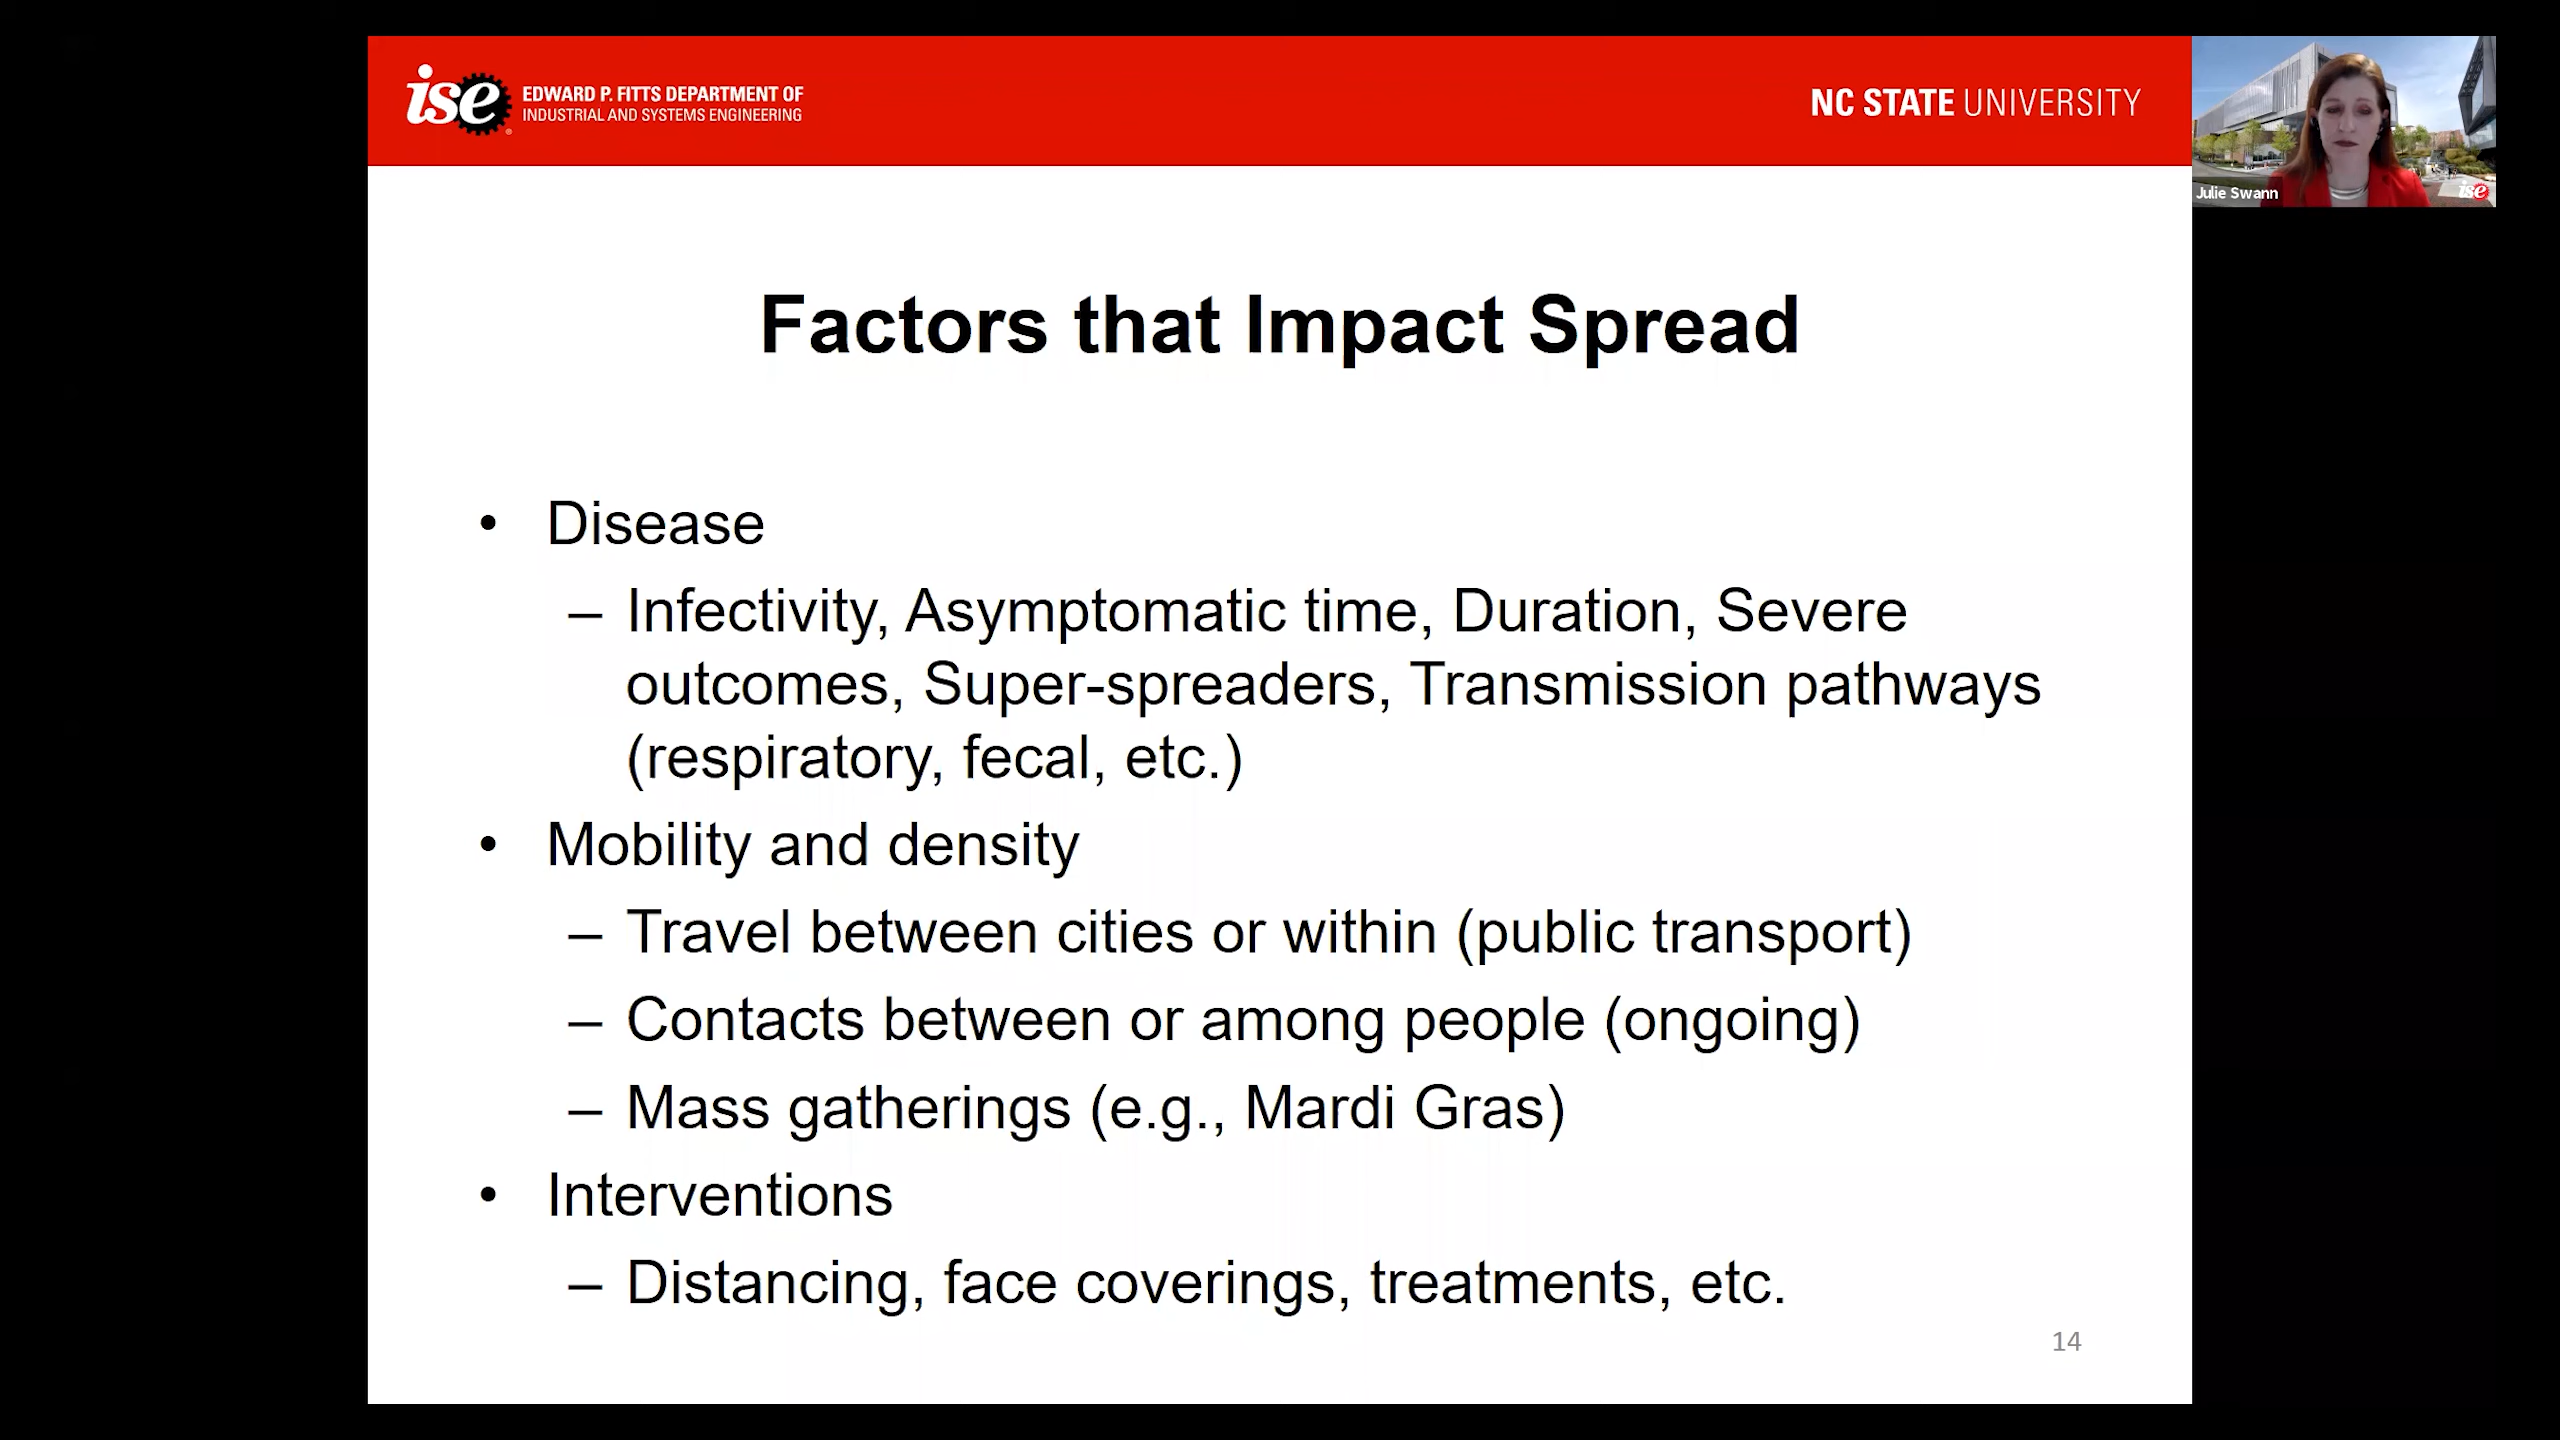 ise EDWARD P. FITTS DEPARTMENT OF
INDUSTRIAL AND SYSTEMS ENGINEERING
NC STATE UNIVERSITY
Julie Swann
ise
Factors that Impact Spread
• Disease
– Infectivity, Asymptomatic time, Duration, Severe
outcomes, Super-spreaders, Transmission pathways
(respiratory, fecal, etc.)
• Mobility and density
– Travel between cities or within (public transport)
– Contacts between or among people (ongoing)
– Mass gatherings (e.g., Mardi Gras)
• Interventions
– Distancing, face coverings, treatments, etc.
14